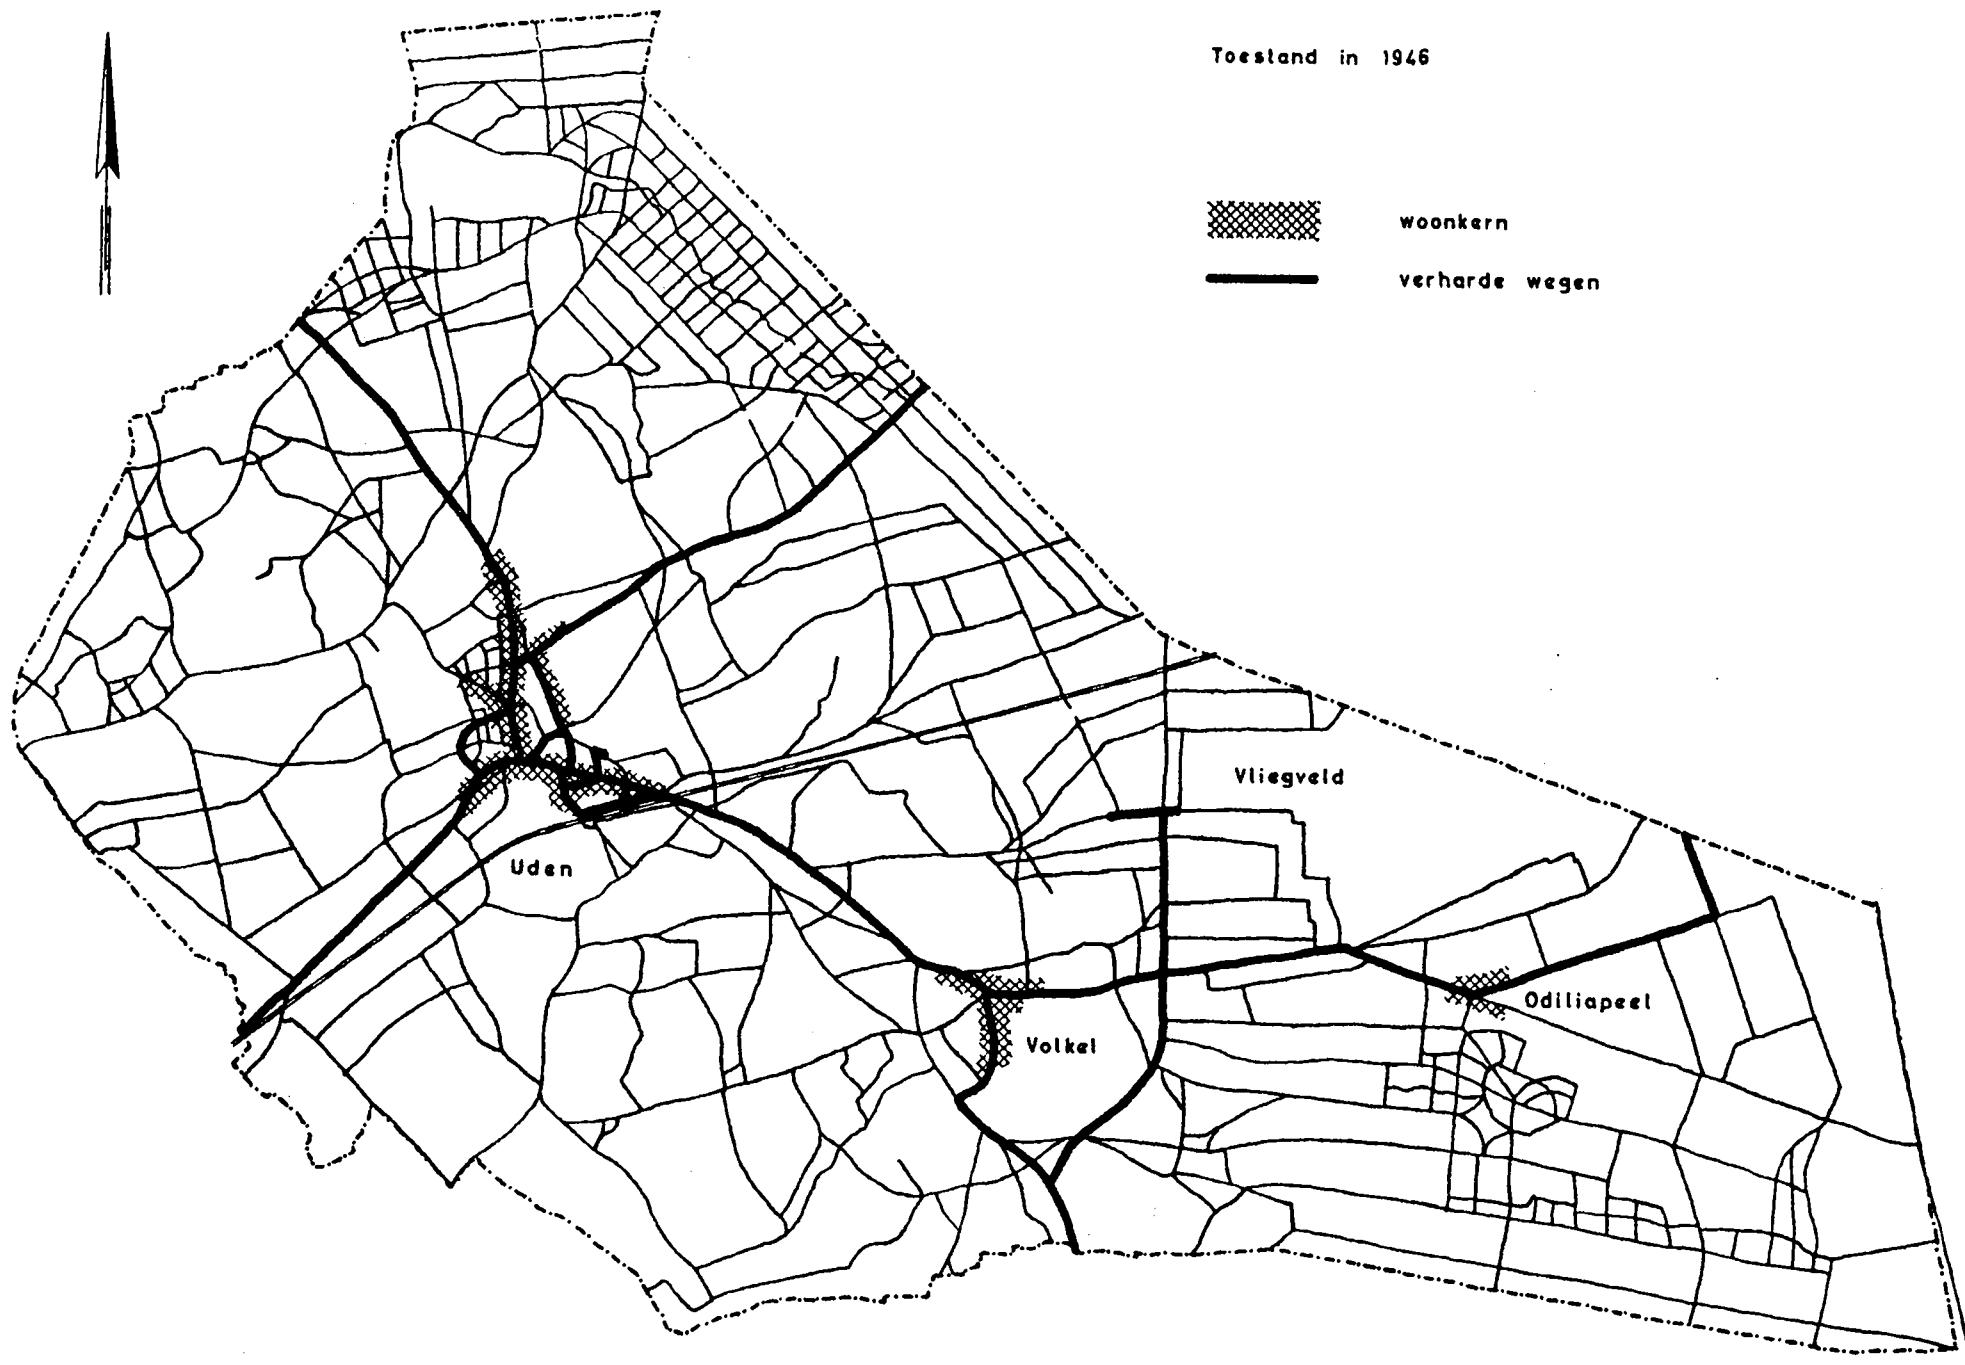 Toestand in 1946
woonkern
verharde wegen
Vliegveld
Uden
Odiliapeel
Volkel